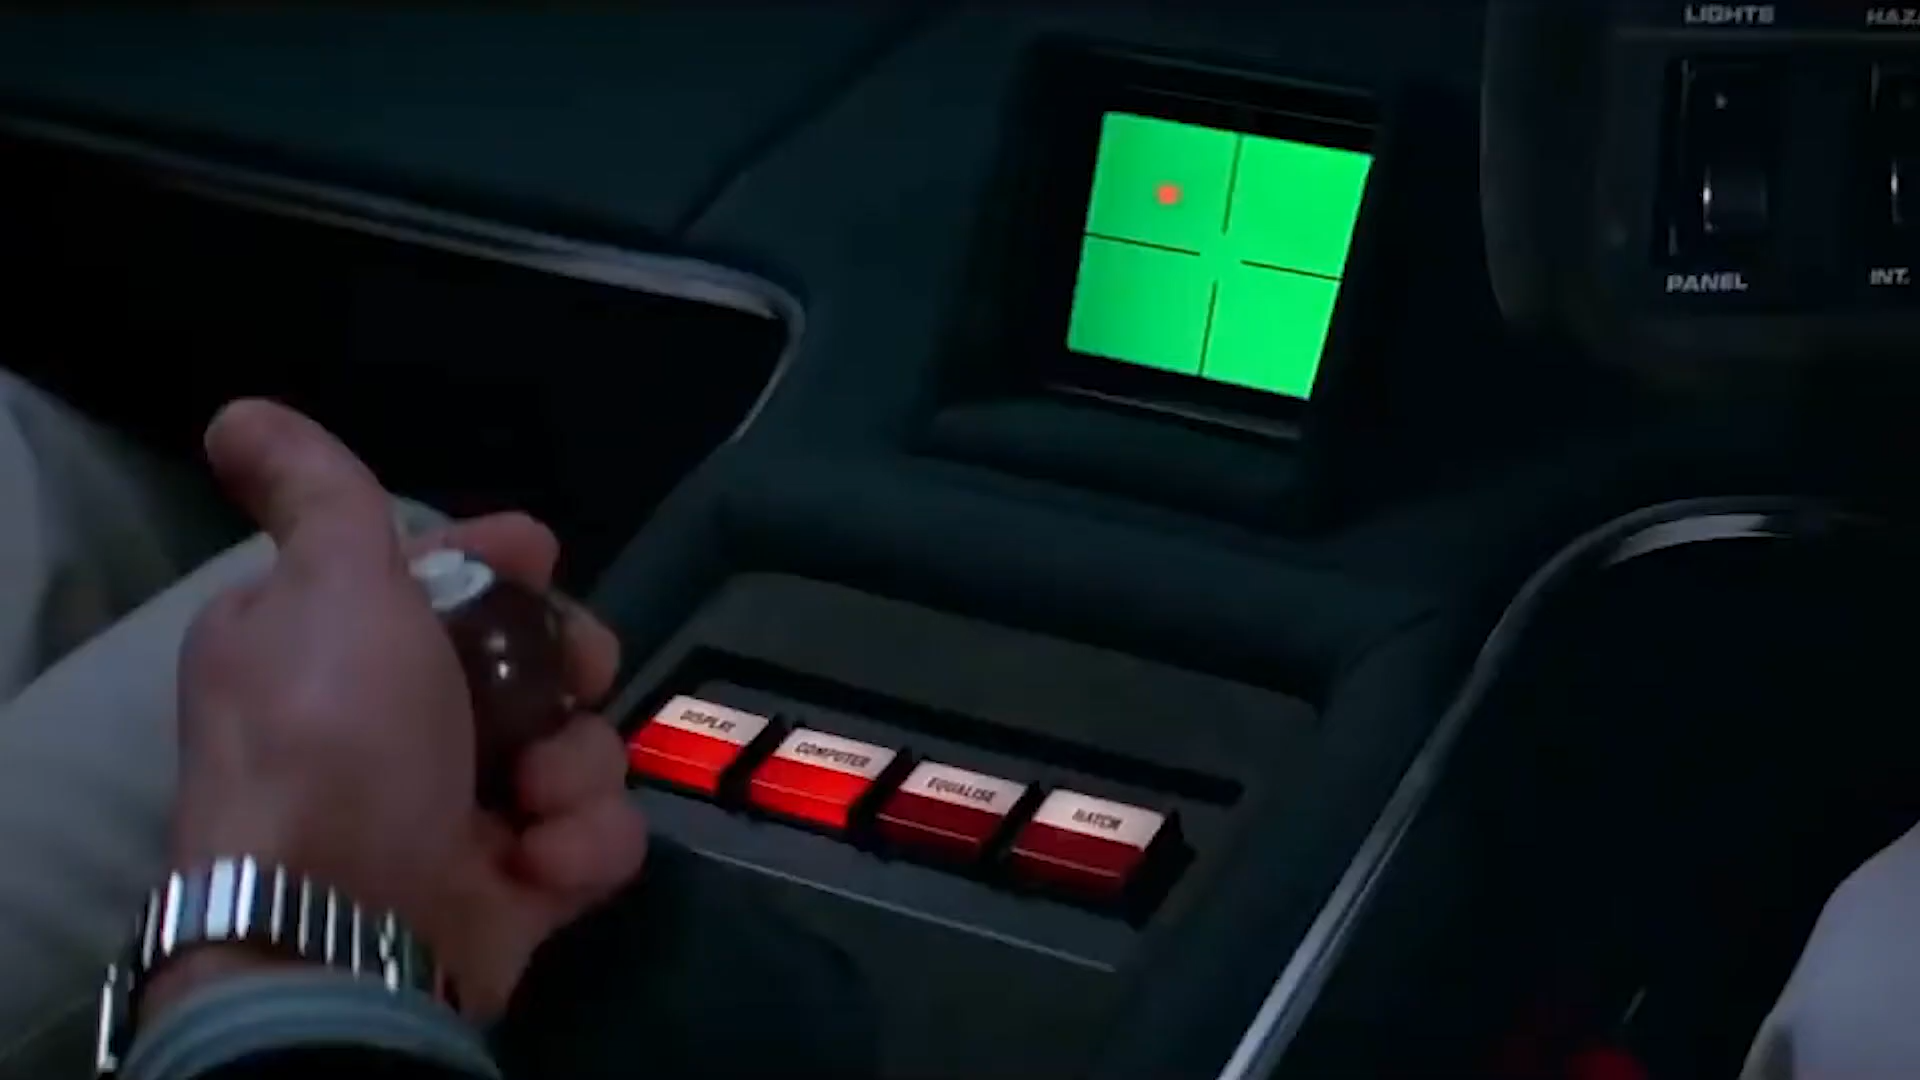 LIGHTS
PANEL
INT.
DISPLAY
COMPUTER
EQUALISE
HATCH